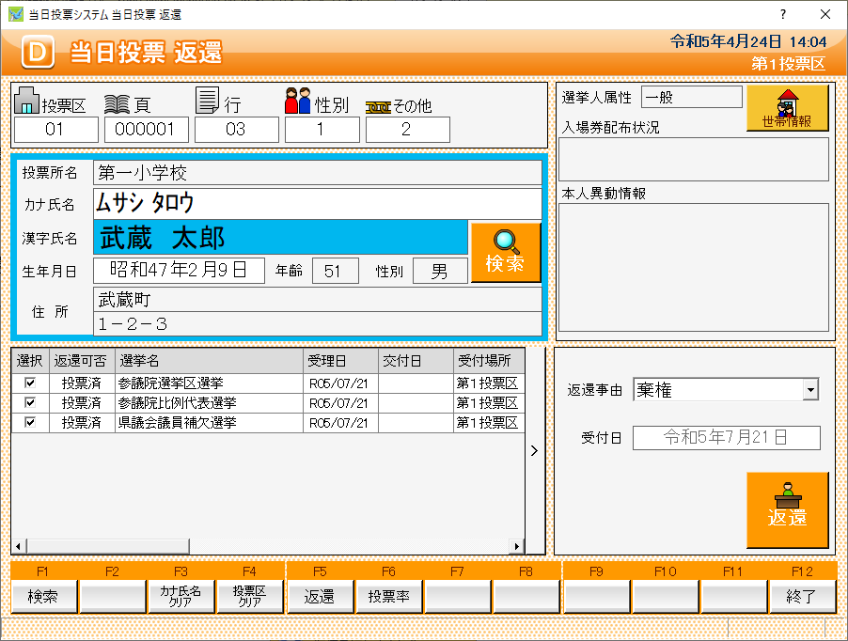 当日投票システム 当日投票 返還
? ×
D 当日投票 返還
令和5年4月24日 14:04
第1投票区
投票区 頁 行 性別 その他
01 000001 03 1 2
選挙人属性 一般
世帯情報
入場券配布状況
本人異動情報
投票所名 第一小学校
カナ氏名 ムサシ タロウ
漢字氏名 武蔵 太郎
検索
生年月日 昭和47年2月9日 年齢 51 性別 男
住所 武蔵町
1-2-3
選択 返還可否 選挙名 受理日 交付日 受付場所
投票済 参議院選挙区選挙 R05/07/21 第1投票区
投票済 参議院比例代表選挙 R05/07/21 第1投票区
投票済 県議会議員補欠選挙 R05/07/21 第1投票区
返還事由 棄権
受付日 令和5年7月21日
返還
F1 F2 F3 F4 F5 F6 F7 F8 F9 F10 F11 F12
検索 カナ氏名クリア 投票区クリア 返還 投票率 終了